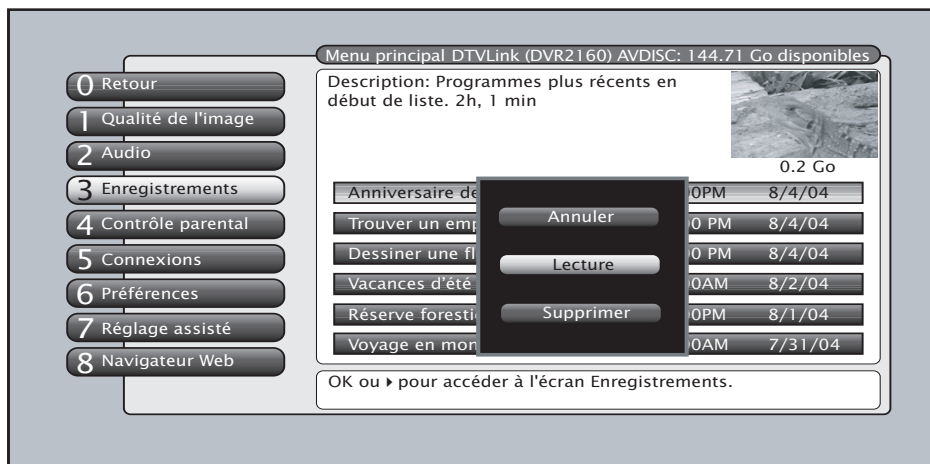 Menu principal DTVLink (DVR2160) AVDISC: 144.71 Go disponibles
0 Retour
1 Qualité de l'image
2 Audio
3 Enregistrements
4 Contrôle parental
5 Connexions
6 Préférences
7 Réglage assisté
8 Navigateur Web
Description: Programmes plus récents en
début de liste. 2h, 1 min
0.2 Go
Anniversaire de 0PM 8/4/04
Trouver un emp 0 PM 8/4/04
Dessiner une fl 0 PM 8/4/04
Vacances d’été 0AM 8/2/04
Réserve foresti 0PM 8/1/04
Voyage en mon 0AM 7/31/04
Annuler
Lecture
Supprimer
OK ou ▸ pour accéder à l'écran Enregistrements.